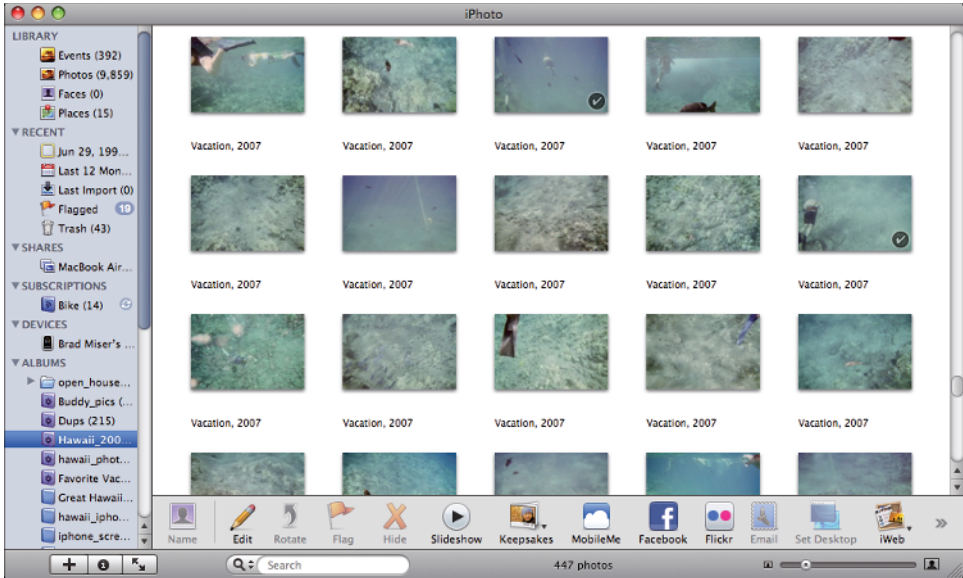 iPhoto
LIBRARY
Events (392)
Photos (9,859)
Faces (0)
Places (15)
RECENT
Jun 29, 199...
Last 12 Mon...
Last Import (0)
Flagged 19
Trash (43)
SHARES
MacBook Air...
SUBSCRIPTIONS
Bike (14)
DEVICES
Brad Miser's ...
ALBUMS
open_house...
Buddy_pics (...
Dups (215)
Hawaii_200...
hawaii_phot...
Favorite Vac...
Great Hawaii...
hawaii_ipho...
iphone_scre...
Vacation, 2007 Vacation, 2007 Vacation, 2007 Vacation, 2007 Vacation, 2007
Vacation, 2007 Vacation, 2007 Vacation, 2007 Vacation, 2007 Vacation, 2007
Vacation, 2007 Vacation, 2007 Vacation, 2007 Vacation, 2007 Vacation, 2007
Name Edit Rotate Flag Hide Slideshow Keepsakes MobileMe Facebook Flickr Email Set Desktop iWeb
Search 447 photos